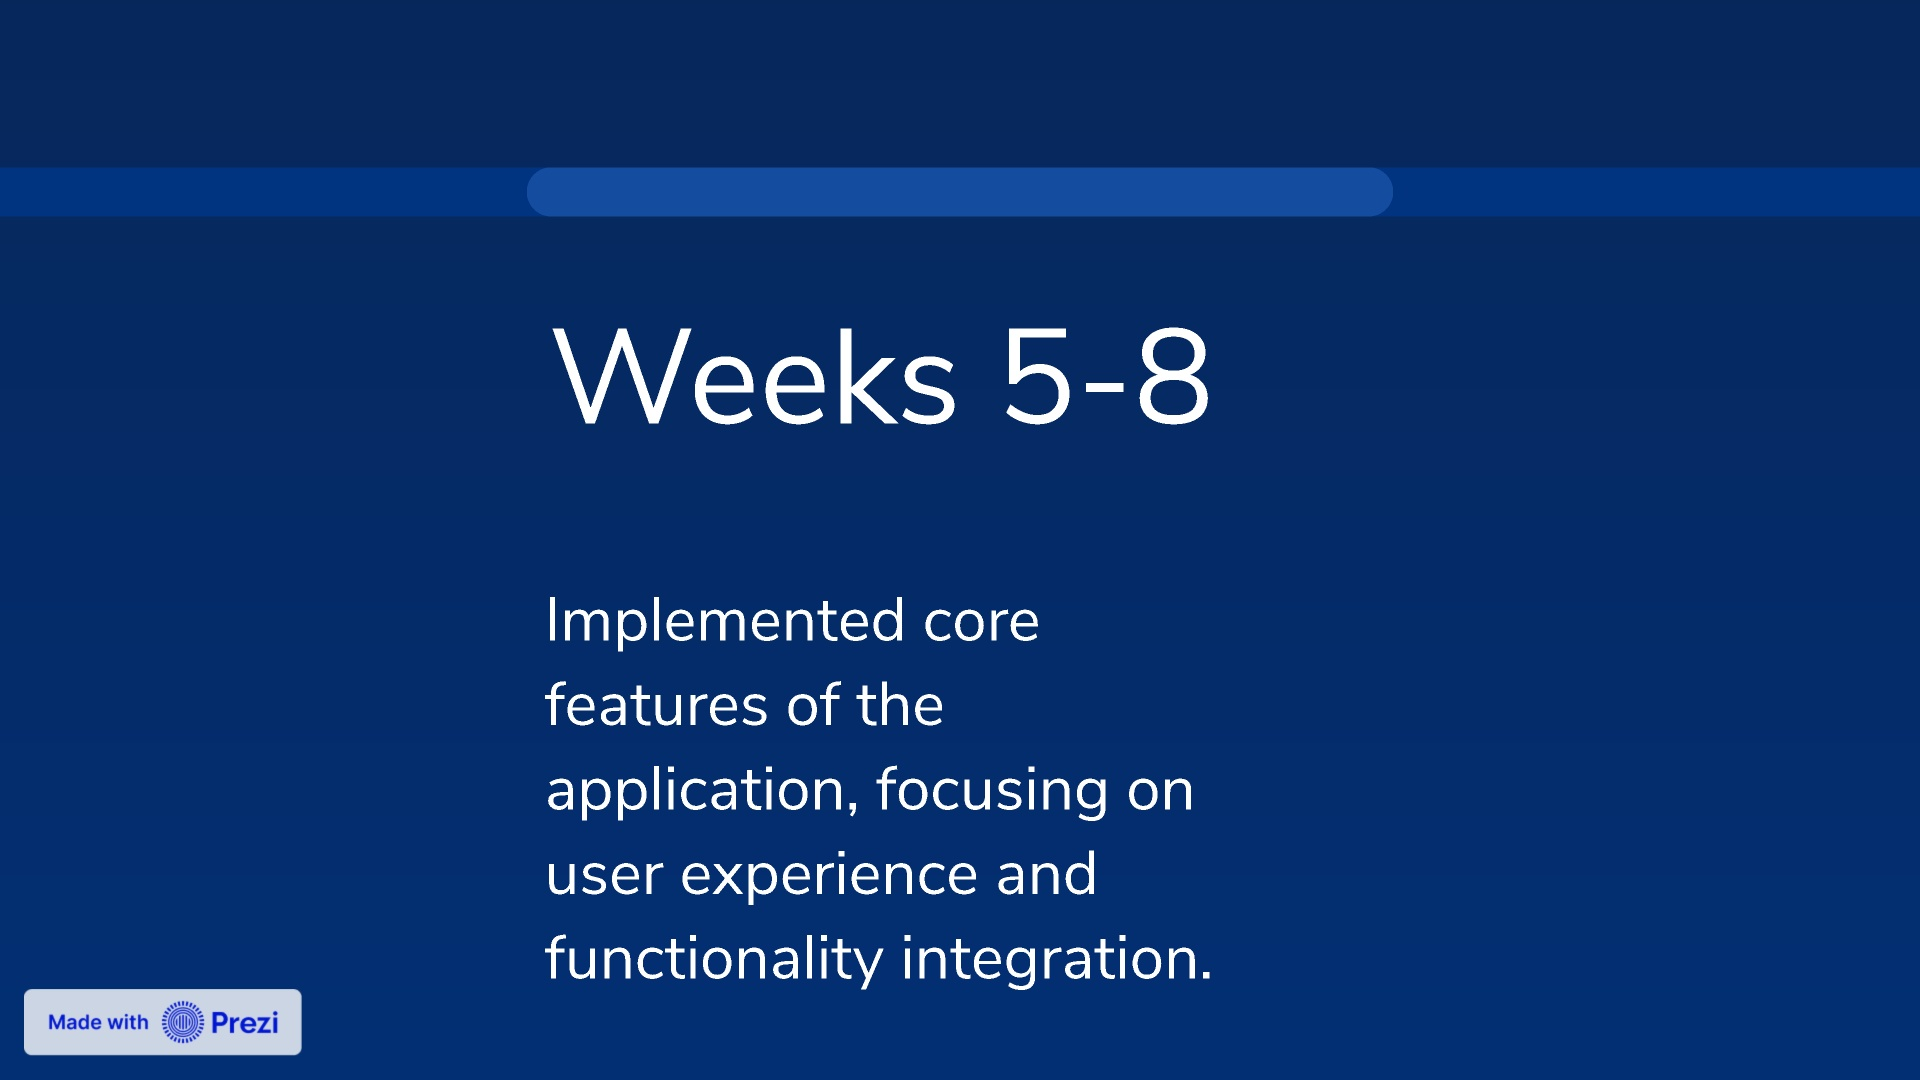 Weeks 5-8
Implemented core
features of the
application, focusing on
user experience and
functionality integration.
Made with Prezi